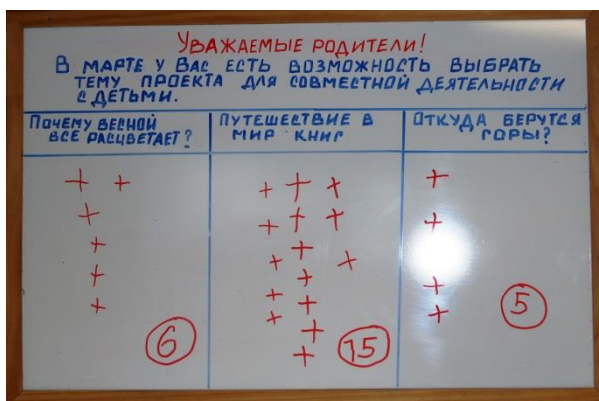 УВАЖАЕМЫЕ РОДИТЕЛИ!
В МАРТЕ У ВАС ЕСТЬ ВОЗМОЖНОСТЬ ВЫБРАТЬ
ТЕМУ ПРОЕКТА ДЛЯ СОВМЕСТНОЙ ДЕЯТЕЛЬНОСТИ
С ДЕТЬМИ.
ПОЧЕМУ ВЕСНОЙ
ВСЕ РАСЦВЕТАЕТ?
ПУТЕШЕСТВИЕ В
МИР КНИГ
ОТКУДА БЕРУТСЯ
ГОРЫ?
+ +
+
+
+
+
6
+ + +
+ + +
+
+ +
+
+ +
+
+
+
15
+
+
+
+
5